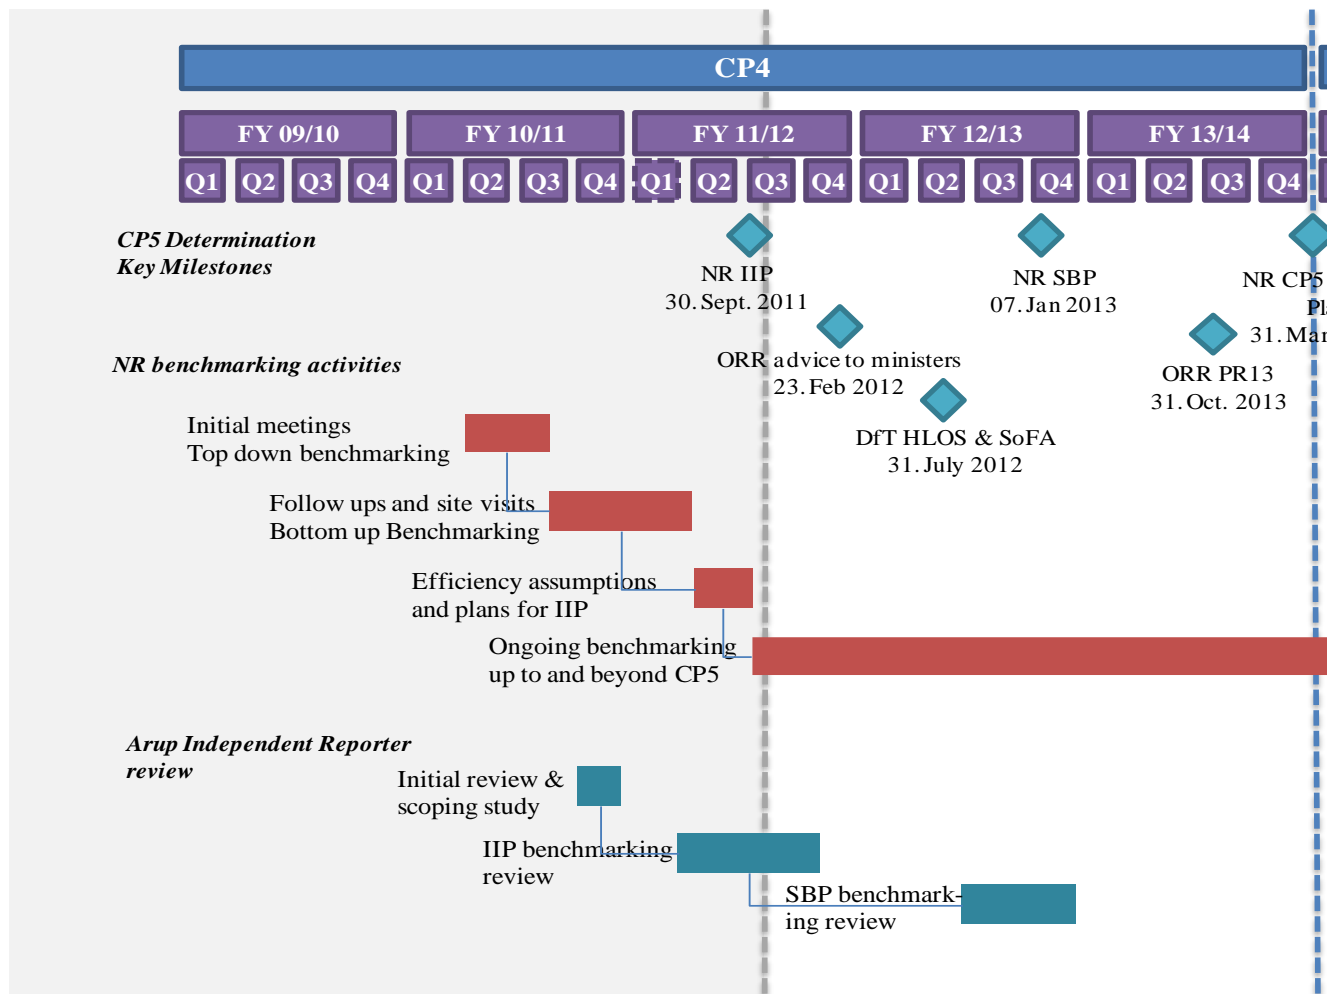 CP4
FY 09/10 FY 10/11 FY 11/12 FY 12/13 FY 13/14
Q1 Q2 Q3 Q4 Q1 Q2 Q3 Q4 Q1 Q2 Q3 Q4 Q1 Q2 Q3 Q4 Q1 Q2 Q3 Q4
CP5 Determination
Key Milestones
NR IIP
30. Sept. 2011
NR SBP
07. Jan 2013
NR CP5
Pl
31. Mar
ORR advice to ministers
23. Feb 2012
ORR PR13
31. Oct. 2013
DfT HLOS & SoFA
31. July 2012
NR benchmarking activities
Initial meetings
Top down benchmarking
Follow ups and site visits
Bottom up Benchmarking
Efficiency assumptions
and plans for IIP
Ongoing benchmarking
up to and beyond CP5
Arup Independent Reporter
review
Initial review &
scoping study
IIP benchmarking
review
SBP benchmark-
ing review